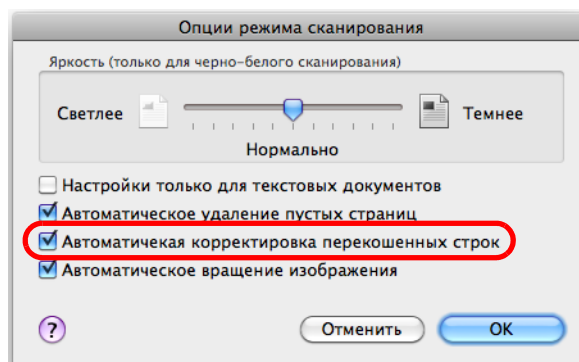 Опции режима сканирования
Яркость (только для черно-белого сканирования)
Светлее Темнее
Нормально
Настройки только для текстовых документов
Автоматическое удаление пустых страниц
Автоматичекая корректировка перекошенных строк
Автоматическое вращение изображения
? Отменить OK